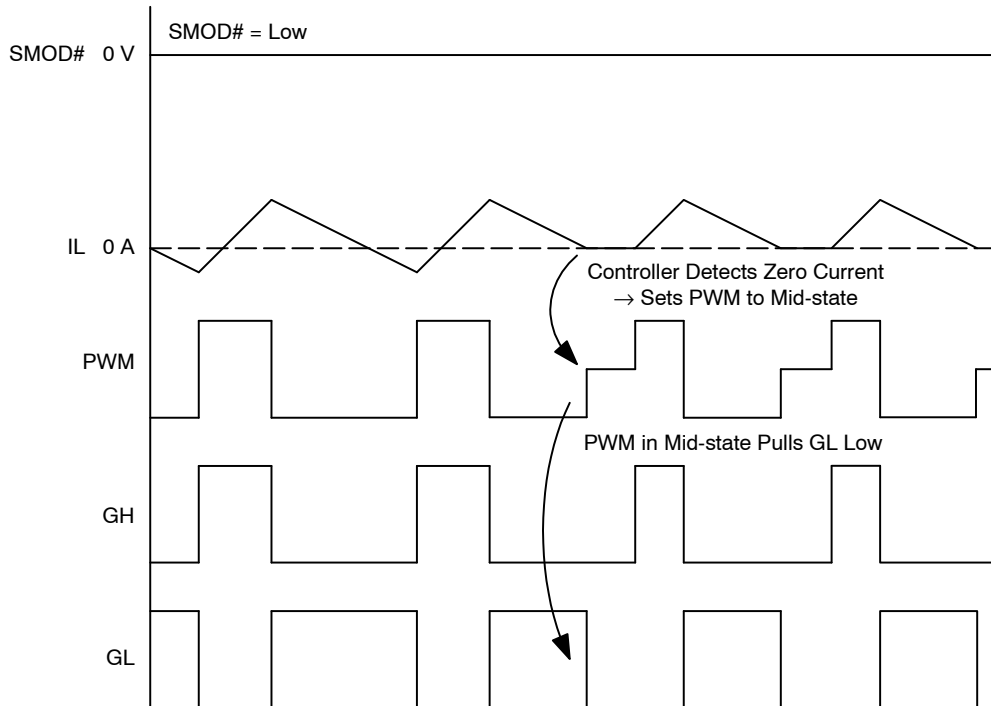 SMOD# = Low
SMOD# 0 V
IL 0 A
Controller Detects Zero Current
→ Sets PWM to Mid-state
PWM
PWM in Mid-state Pulls GL Low
GH
GL